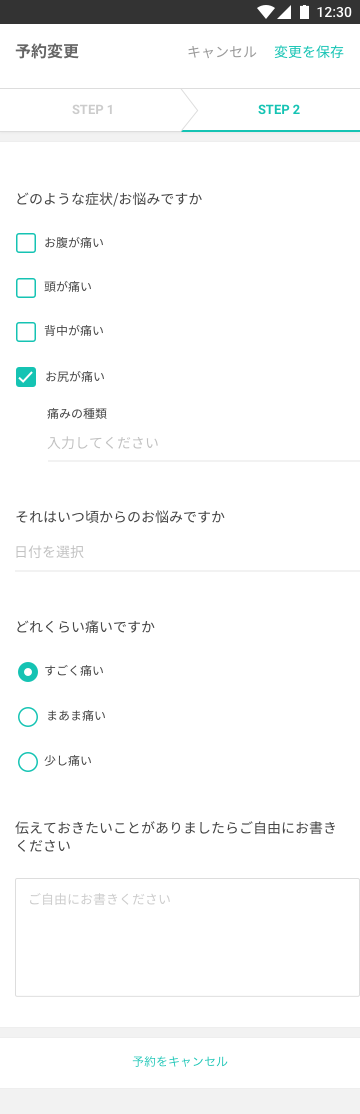 12:30
予約変更 キャンセル 変更を保存
STEP 1 STEP 2
どのような症状/お悩みですか
お腹が痛い
頭が痛い
背中が痛い
お尻が痛い
痛みの種類
入力してください
それはいつ頃からのお悩みですか
日付を選択
どれくらい痛いですか
すごく痛い
まあま痛い
少し痛い
伝えておきたいことがありましたらご自由にお書き
ください
ご自由にお書きください
予約をキャンセル